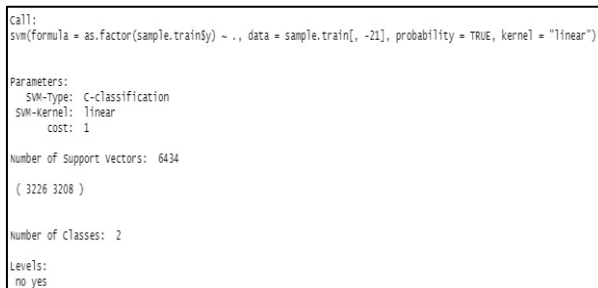 Call:
svm(formula = as.factor(sample.train$y) ~ ., data = sample.train[, -21], probability = TRUE, kernel = "linear")
Parameters:
SVM-Type: C-classification
SVM-Kernel: linear
cost: 1
Number of Support Vectors: 6434
( 3226 3208 )
Number of Classes: 2
Levels:
no yes